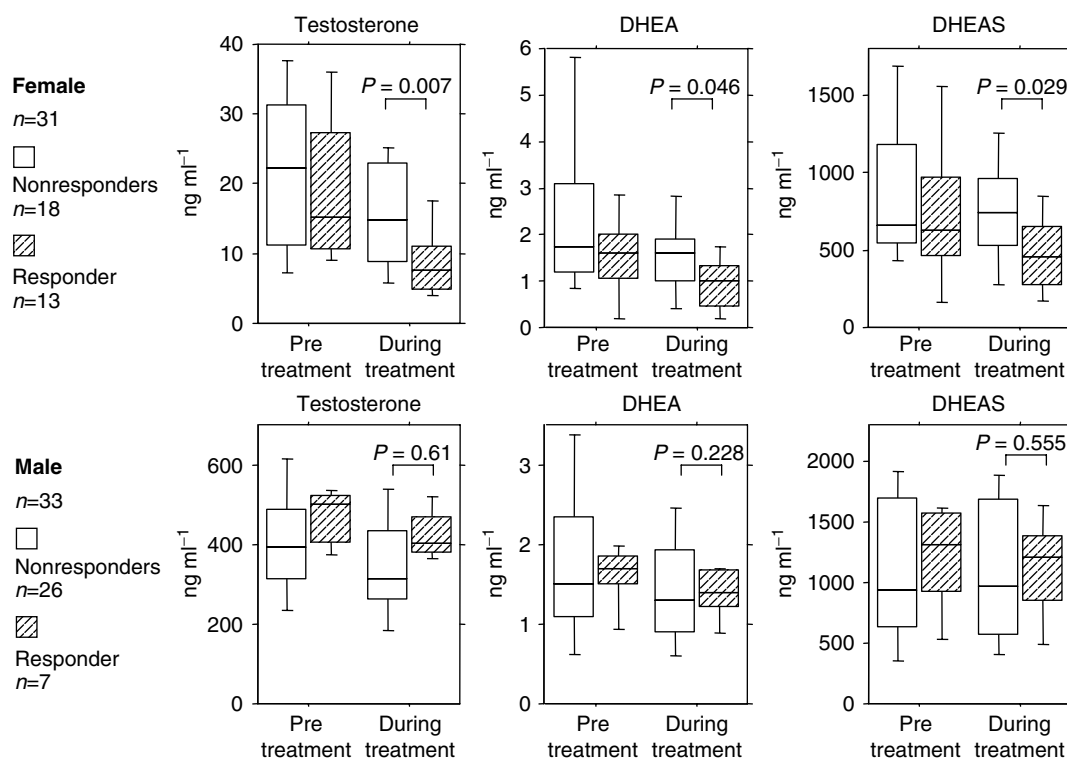 Female
n=31
Nonresponders
n=18
Responder
n=13
Testosterone
ng ml⁻¹
40
30
20
10
0
P = 0.007
Pre treatment
During treatment
DHEA
ng ml⁻¹
6
5
4
3
2
1
0
P = 0.046
Pre treatment
During treatment
DHEAS
ng ml⁻¹
1500
1000
500
0
P = 0.029
Pre treatment
During treatment
Male
n=33
Nonresponders
n=26
Responder
n=7
Testosterone
ng ml⁻¹
600
400
200
0
P = 0.61
Pre treatment
During treatment
DHEA
ng ml⁻¹
3
2
1
0
P = 0.228
Pre treatment
During treatment
DHEAS
ng ml⁻¹
2000
1500
1000
500
0
P = 0.555
Pre treatment
During treatment